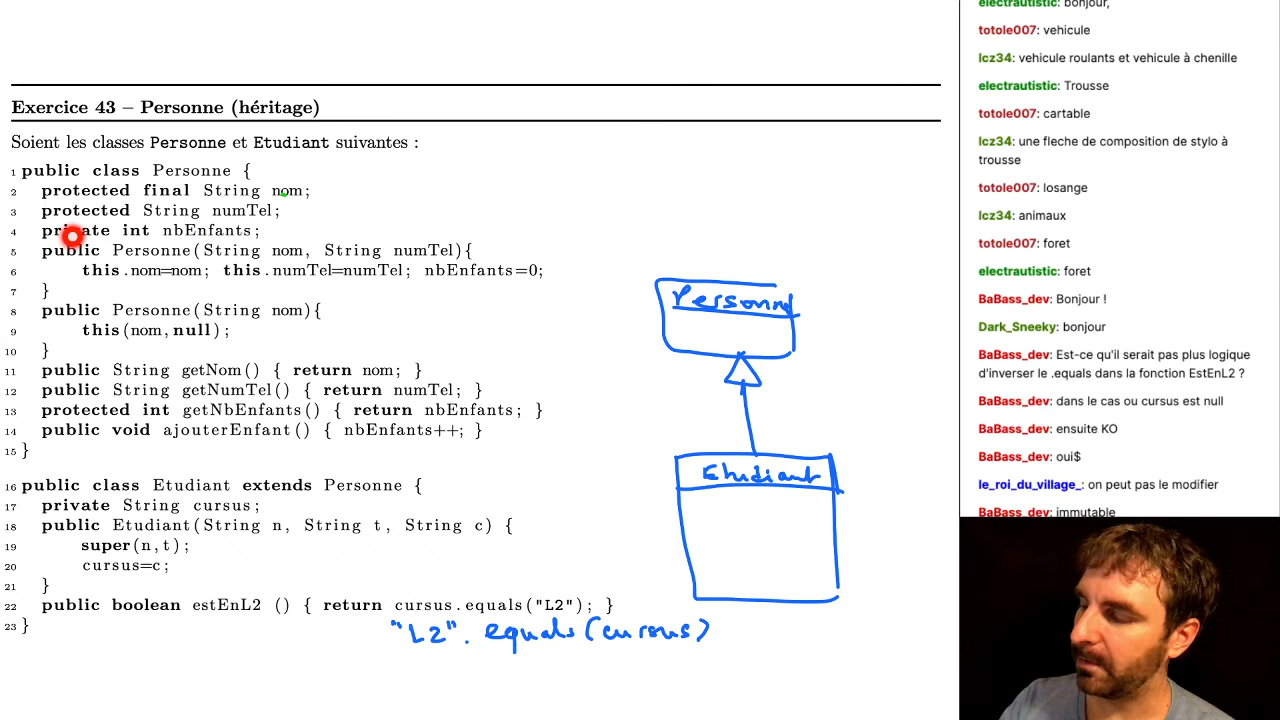 Exercice 43 – Personne (héritage)
Soient les classes Personne et Etudiant suivantes :
1 public class Personne {
2 protected final String nom;
3 protected String numTel;
4 private int nbEnfants;
5 public Personne(String nom, String numTel){
6 this.nom=nom; this.numTel=numTel; nbEnfants=0;
7 }
8 public Personne(String nom){
9 this(nom,null);
10 }
11 public String getNom() { return nom; }
12 public String getNumTel() { return numTel; }
13 protected int getNbEnfants() { return nbEnfants; }
14 public void ajouterEnfant() { nbEnfants++; }
15 }
16 public class Etudiant extends Personne {
17 private String cursus;
18 public Etudiant(String n, String t, String c) {
19 super(n,t);
20 cursus=c;
21 }
22 public boolean estEnL2 () { return cursus.equals("L2"); }
23 }
"L2". equals(cursus)
Personne
Etudiant
electrautistic: bonjour,
totole007: vehicule
lcz34: vehicule roulants et vehicule à chenille
electrautistic: Trousse
totole007: cartable
lcz34: une fleche de composition de stylo à
trousse
totole007: losange
lcz34: animaux
totole007: foret
electrautistic: foret
BaBass_dev: Bonjour !
Dark_Sneeky: bonjour
BaBass_dev: Est-ce qu'il serait pas plus logique
d'inverser le .equals dans la fonction EstEnL2 ?
BaBass_dev: dans le cas ou cursus est null
BaBass_dev: ensuite KO
BaBass_dev: oui$
le_roi_du_village_: on peut pas le modifier
BaBass_dev: immutable